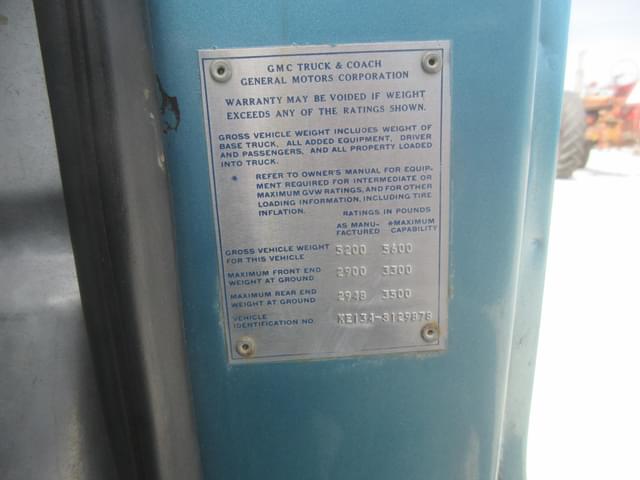 GMC TRUCK & COACH
GENERAL MOTORS CORPORATION
WARRANTY MAY BE VOIDED IF WEIGHT
EXCEEDS ANY OF THE RATINGS SHOWN.
GROSS VEHICLE WEIGHT INCLUDES WEIGHT OF
BASE TRUCK, ALL ADDED EQUIPMENT, DRIVER
AND PASSENGERS, AND ALL PROPERTY LOADED
INTO TRUCK.
* REFER TO OWNER'S MANUAL FOR EQUIP-
MENT REQUIRED FOR INTERMEDIATE OR
MAXIMUM GVW RATINGS, AND FOR OTHER
LOADING INFORMATION, INCLUDING TIRE
INFLATION.
RATINGS IN POUNDS
AS MANU- *MAXIMUM
FACTURED CAPABILITY
GROSS VEHICLE WEIGHT 5200 5600
FOR THIS VEHICLE
MAXIMUM FRONT END 2900 3300
WEIGHT AT GROUND
MAXIMUM REAR END 2948 3500
WEIGHT AT GROUND
VEHICLE KE134-8129878
IDENTIFICATION NO.